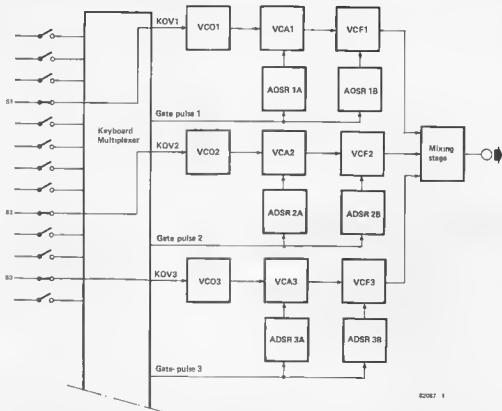 KOV1
VCO1
VCA1
VCF1
AOSR 1A
AOSR 1B
S1
Gate pulse 1
Keyboard
Multiplexer
KOV2
VCO2
VCA2
VCF2
Mixing
stage
ADSR 2A
ADSR 2B
S2
Gate pulse 2
KOV3
S3
VCO3
VCA3
VCF3
ADSR 3A
ADSR 3B
Gate pulse 3
82087 1